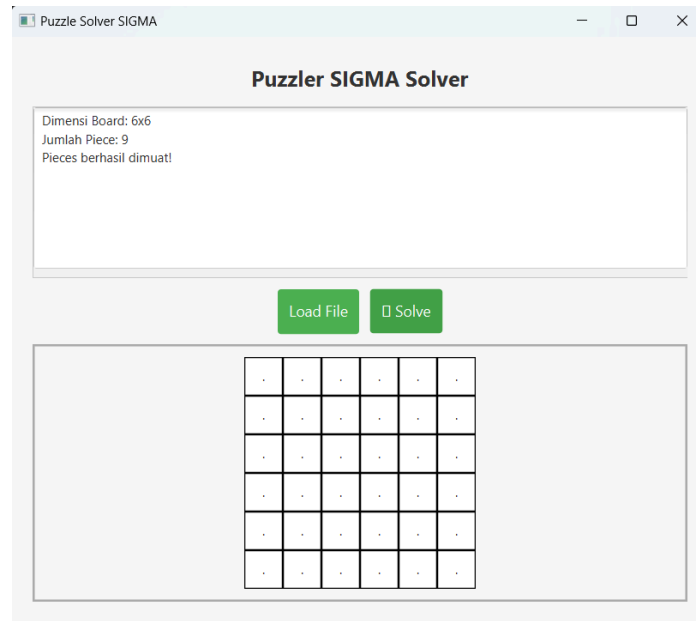 Puzzle Solver SIGMA
Puzzler SIGMA Solver
Dimensi Board: 6x6
Jumlah Piece: 9
Pieces berhasil dimuat!
Load File
▯ Solve
. . . . . .
. . . . . .
. . . . . .
. . . . . .
. . . . . .
. . . . . .